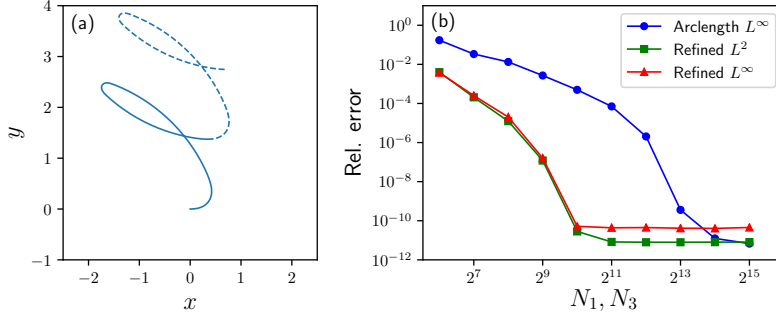 (a)
4
3
2
1
0
−1
y
−2
−1
0
1
2
x
(b)
Arclength L^∞
Refined L^2
Refined L^∞
10^0
10^−2
10^−4
10^−6
10^−8
10^−10
10^−12
Rel. error
2^7
2^9
2^11
2^13
2^15
N_1, N_3